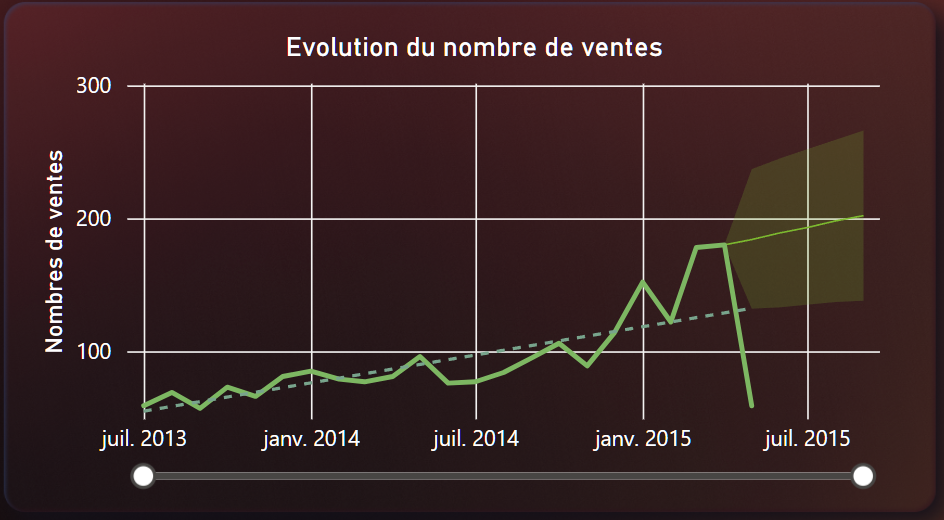 Evolution du nombre de ventes
300
200
100
Nombres de ventes
juil. 2013
janv. 2014
juil. 2014
janv. 2015
juil. 2015